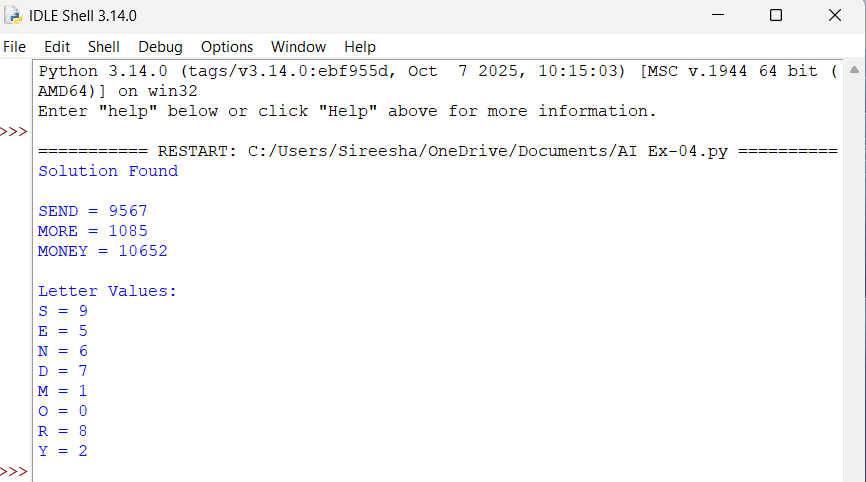 IDLE Shell 3.14.0
File Edit Shell Debug Options Window Help
Python 3.14.0 (tags/v3.14.0:ebf955d, Oct  7 2025, 10:15:03) [MSC v.1944 64 bit (
AMD64)] on win32
Enter "help" below or click "Help" above for more information.
>>>
=========== RESTART: C:/Users/Sireesha/OneDrive/Documents/AI Ex-04.py ==========
Solution Found
SEND = 9567
MORE = 1085
MONEY = 10652
Letter Values:
S = 9
E = 5
N = 6
D = 7
M = 1
O = 0
R = 8
Y = 2
>>>